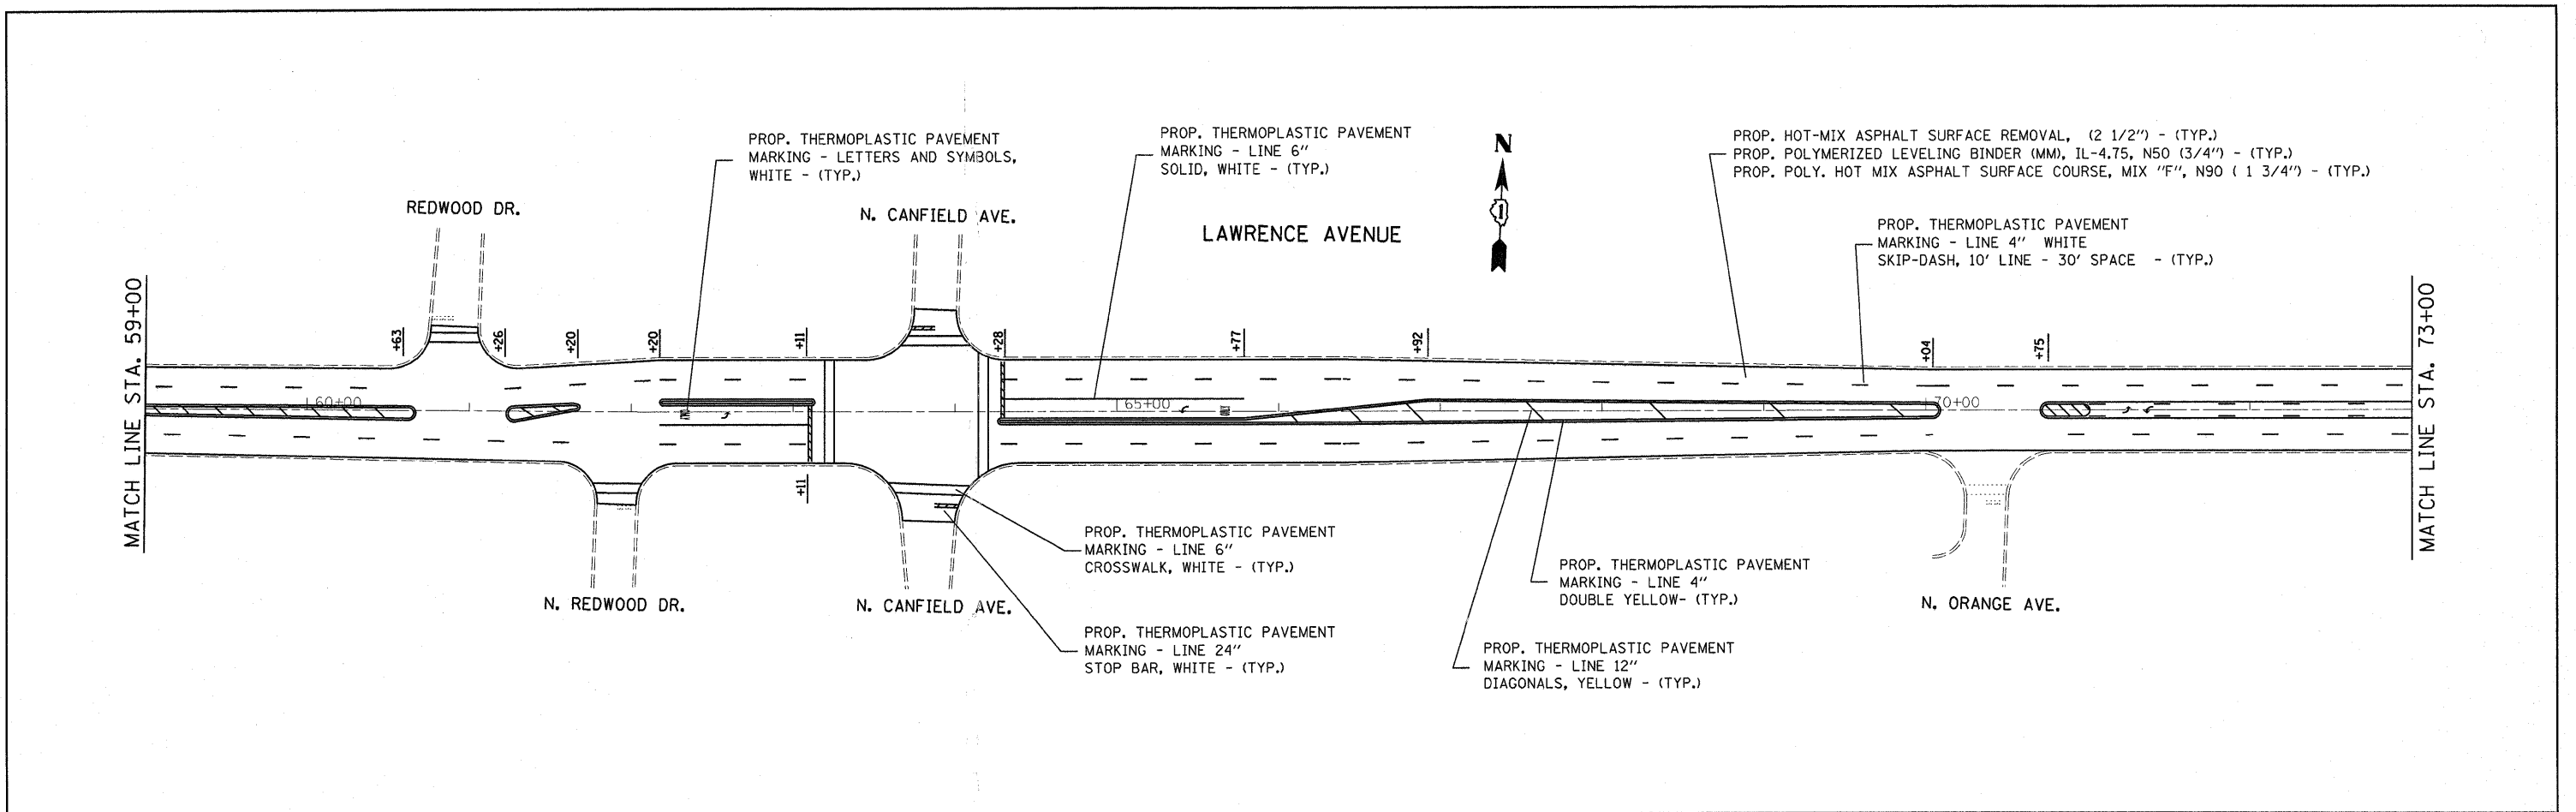 PROP. THERMOPLASTIC PAVEMENT
MARKING - LETTERS AND SYMBOLS,
WHITE - (TYP.)
PROP. THERMOPLASTIC PAVEMENT
MARKING - LINE 6"
SOLID, WHITE - (TYP.)
N
1
PROP. HOT-MIX ASPHALT SURFACE REMOVAL, (2 1/2") - (TYP.)
PROP. POLYMERIZED LEVELING BINDER (MM), IL-4.75, N50 (3/4") - (TYP.)
PROP. POLY. HOT MIX ASPHALT SURFACE COURSE, MIX "F", N90 ( 1 3/4") - (TYP.)
REDWOOD DR.
N. CANFIELD AVE.
LAWRENCE AVENUE
PROP. THERMOPLASTIC PAVEMENT
MARKING - LINE 4" WHITE
SKIP-DASH, 10' LINE - 30' SPACE - (TYP.)
MATCH LINE STA. 59+00
+63
+26
+20
+20
+11
+28
+77
+92
+04
+75
MATCH LINE STA. 73+00
60+00
65+00
70+00
+11
PROP. THERMOPLASTIC PAVEMENT
MARKING - LINE 6"
CROSSWALK, WHITE - (TYP.)
PROP. THERMOPLASTIC PAVEMENT
MARKING - LINE 4"
DOUBLE YELLOW- (TYP.)
N. REDWOOD DR.
N. CANFIELD AVE.
N. ORANGE AVE.
PROP. THERMOPLASTIC PAVEMENT
MARKING - LINE 24"
STOP BAR, WHITE - (TYP.)
PROP. THERMOPLASTIC PAVEMENT
MARKING - LINE 12"
DIAGONALS, YELLOW - (TYP.)